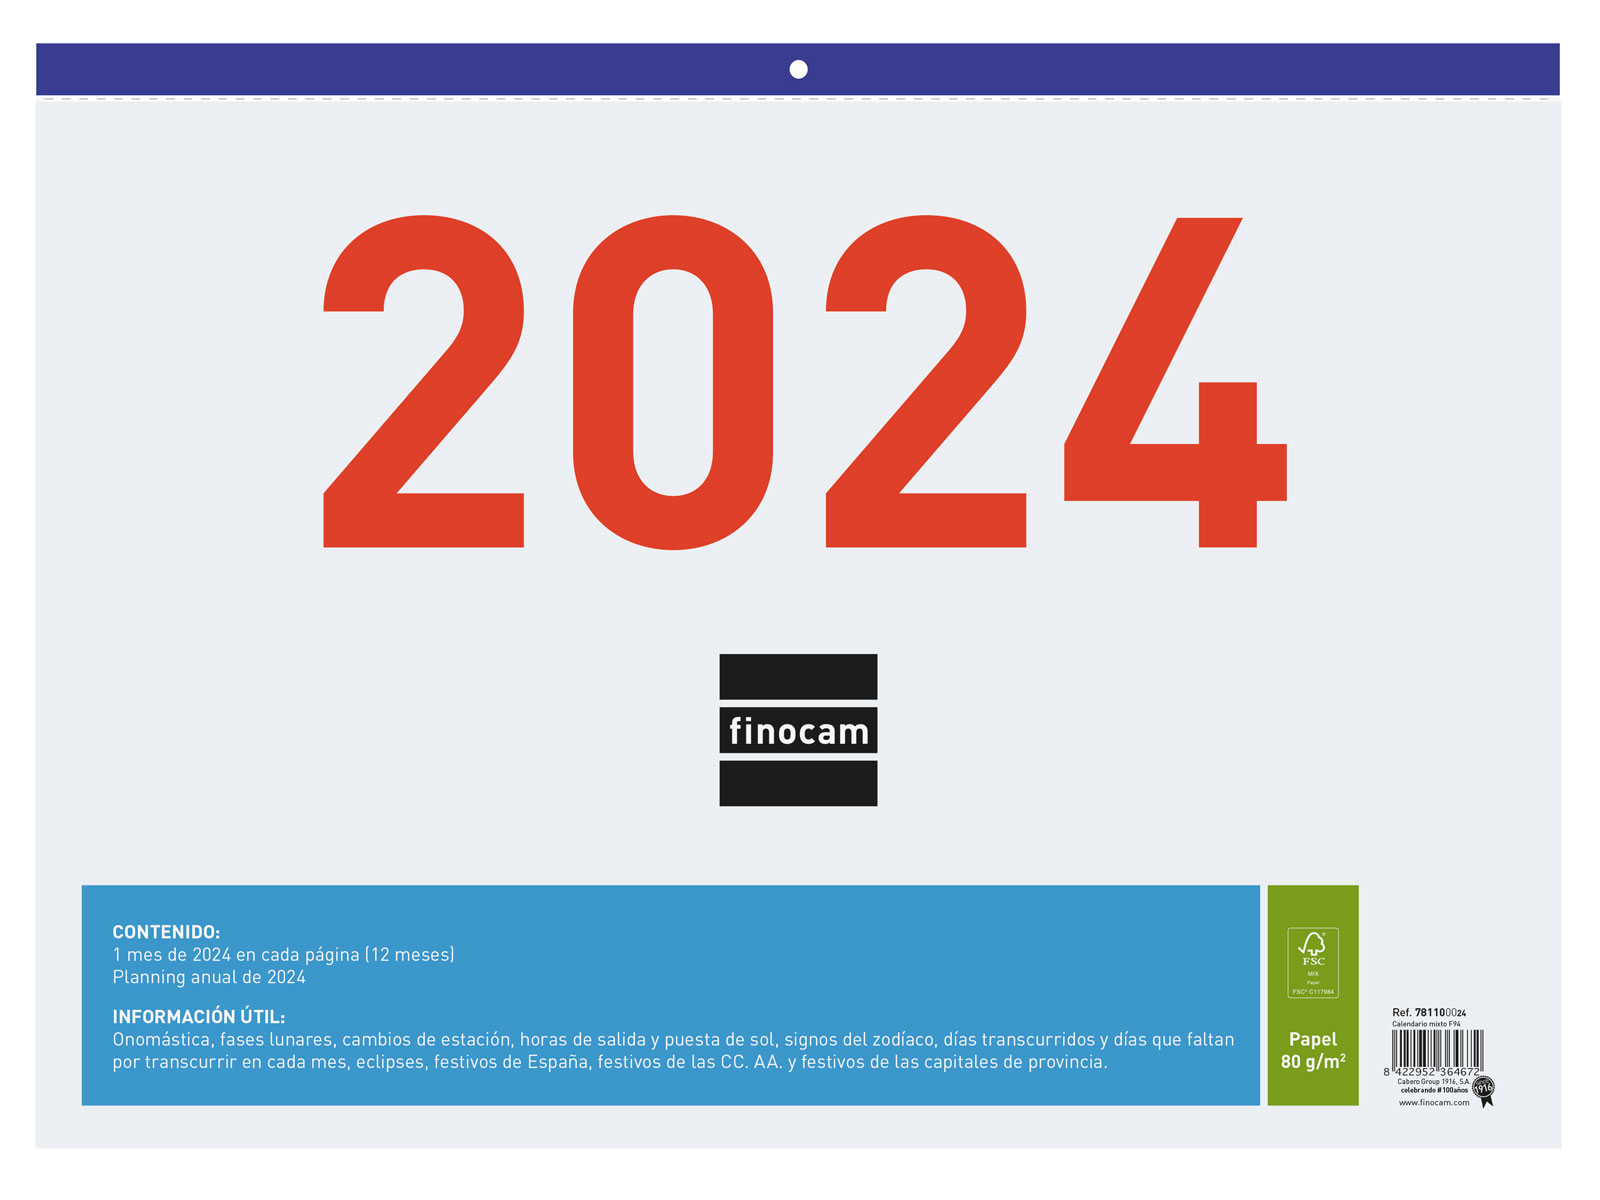 2024
finocam
CONTENIDO:
1 mes de 2024 en cada página (12 meses)
Planning anual de 2024
INFORMACIÓN ÚTIL:
Onomástica, fases lunares, cambios de estación, horas de salida y puesta de sol, signos del zodíaco, días transcurridos y días que faltan
por transcurrir en cada mes, eclipses, festivos de España, festivos de las CC. AA. y festivos de las capitales de provincia.
FSC
MIX
Paper
FSC® C117984
Papel
80 g/m²
Ref. 781100024
Calendario mixto F94
8 422952 364672
Cabero Group 1916, S.A.
celebrando #100años
1916
www.finocam.com